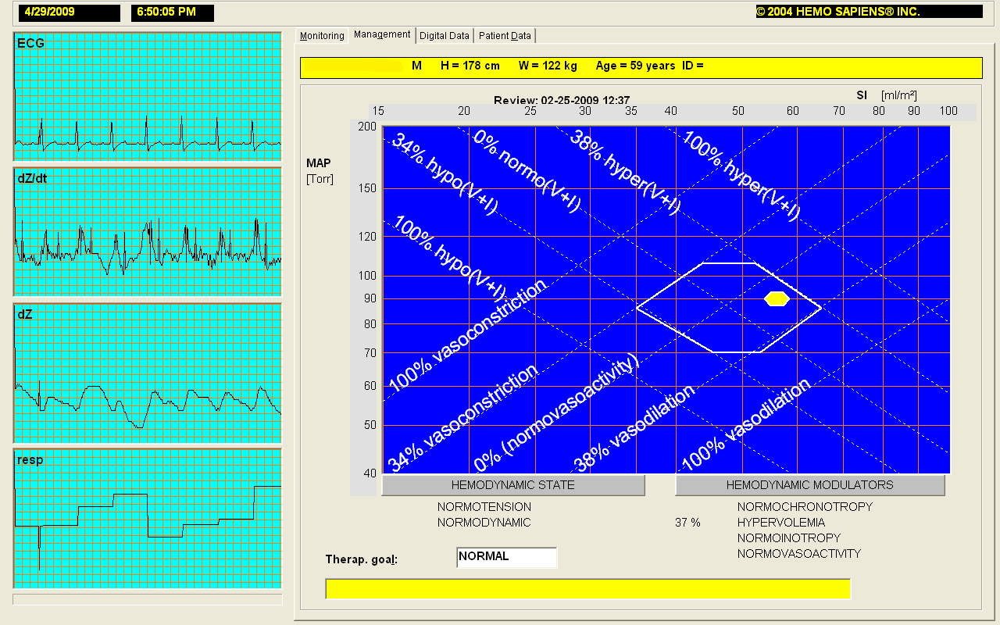 4/29/2009 6:50:05 PM © 2004 HEMO SAPIENS® INC.
Monitoring Management Digital Data Patient Data
M H = 178 cm W = 122 kg Age = 59 years ID =
ECG
dZ/dt
dZ
resp
Review: 02-25-2009 12:37
SI [ml/m²]
15 20 25 30 35 40 50 60 70 80 90 100
MAP
[Torr]
200
150
120
100
90
80
70
60
50
40
34% hypo(V+I)
0% normo(V+I)
38% hyper(V+I)
100% hyper(V+I)
100% hypo(V+I)
100% vasoconstriction
34% vasoconstriction
0% (normovasoactivity)
38% vasodilation
100% vasodilation
HEMODYNAMIC STATE
NORMOTENSION
NORMODYNAMIC
HEMODYNAMIC MODULATORS
NORMOCHRONOTROPY
37 % HYPERVOLEMIA
NORMOINOTROPY
NORMOVASOACTIVITY
Therap. goal: NORMAL